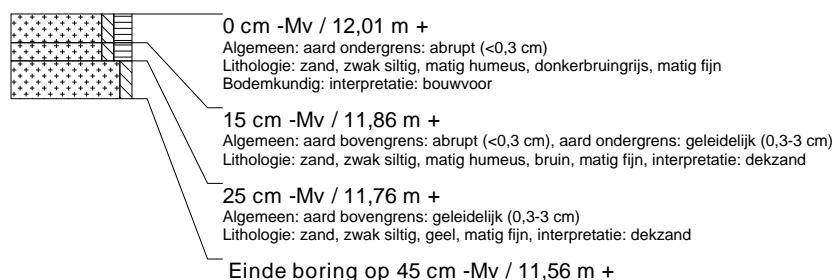 0 cm -Mv / 12,01 m +
Algemeen: aard ondergrens: abrupt (<0,3 cm)
Lithologie: zand, zwak siltig, matig humeus, donkerbruingrijs, matig fijn
Bodemkundig: interpretatie: bouwvoor
15 cm -Mv / 11,86 m +
Algemeen: aard bovengrens: abrupt (<0,3 cm), aard ondergrens: geleidelijk (0,3-3 cm)
Lithologie: zand, zwak siltig, matig humeus, bruin, matig fijn, interpretatie: dekzand
25 cm -Mv / 11,76 m +
Algemeen: aard bovengrens: geleidelijk (0,3-3 cm)
Lithologie: zand, zwak siltig, geel, matig fijn, interpretatie: dekzand
Einde boring op 45 cm -Mv / 11,56 m +